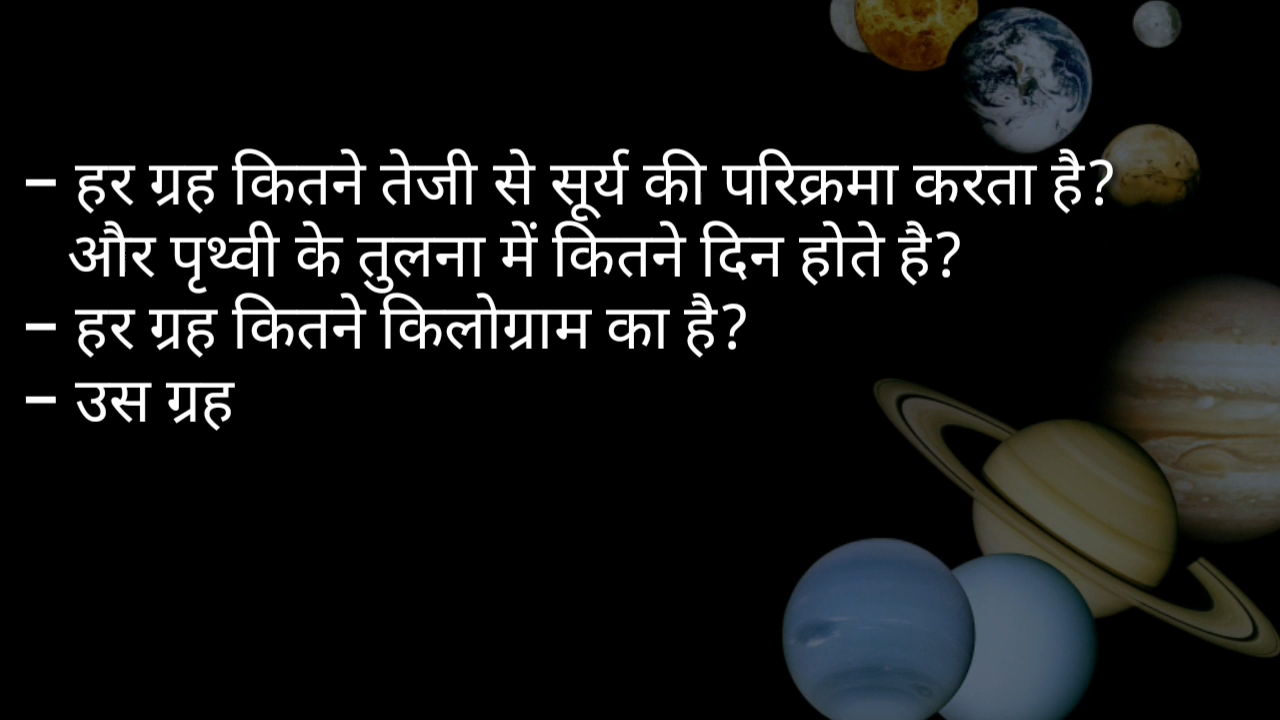 – हर ग्रह कितने तेजी से सूर्य की परिक्रमा करता है?
और पृथ्वी के तुलना में कितने दिन होते है?
– हर ग्रह कितने किलोग्राम का है?
– उस ग्रह